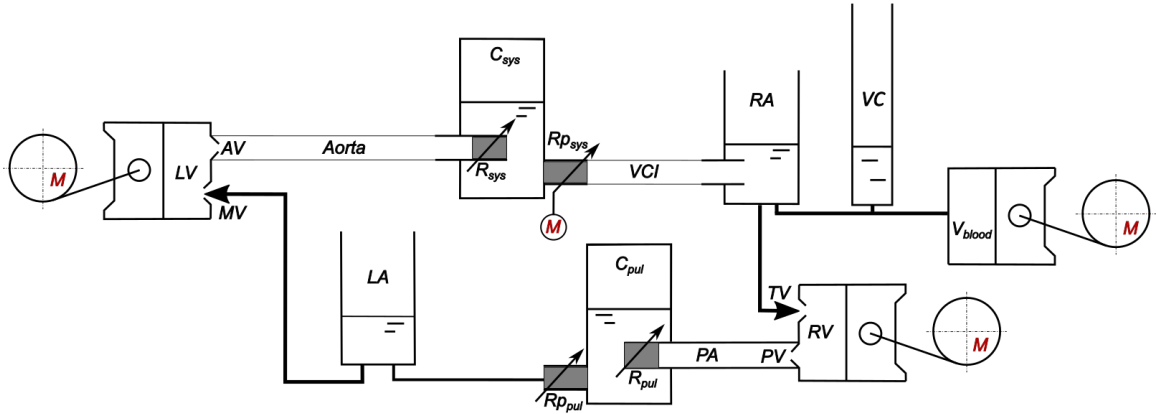 C_sys
RA
VC
Rp_sys
AV
Aorta
LV
M
R_sys
VCI
MV
M
V_blood
M
LA
C_pul
TV
RV
M
PA
PV
R_pul
Rp_pul